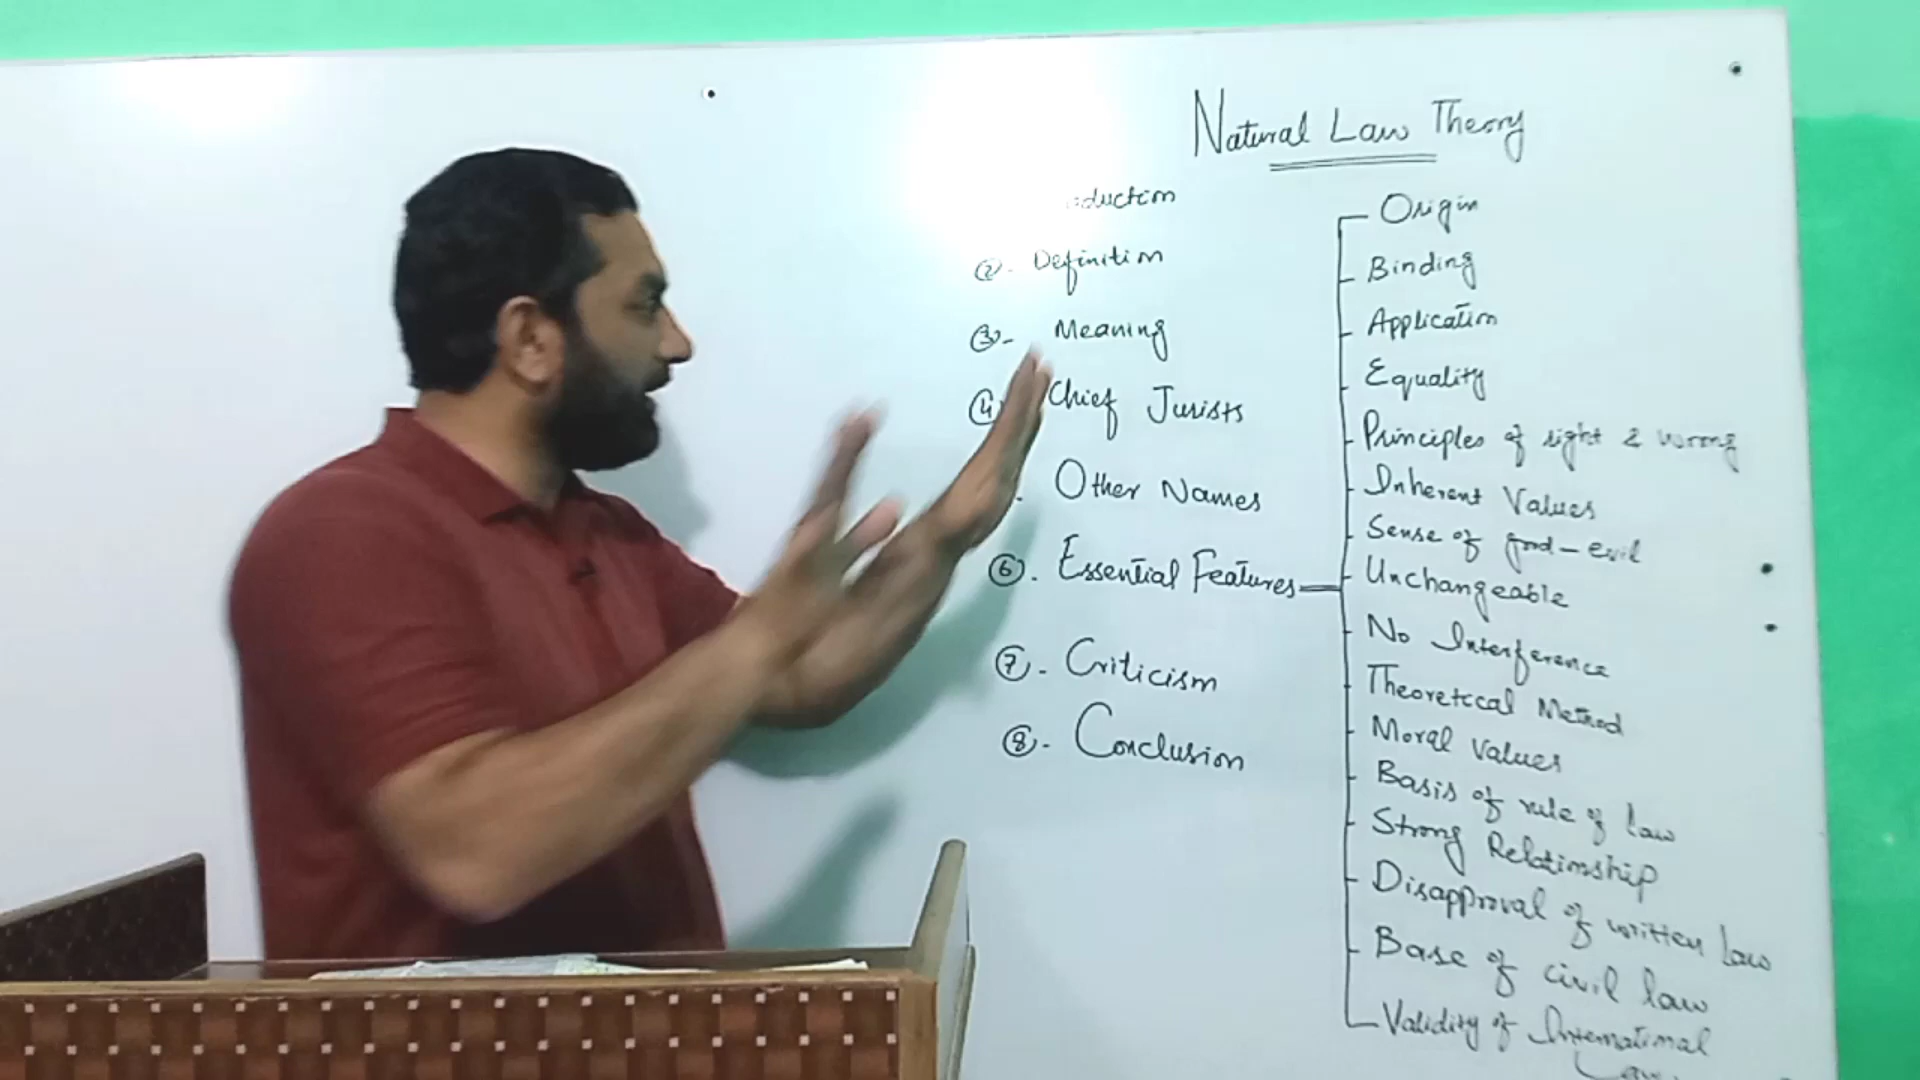 Natural Law Theory
oduction
2. Definition
3- Meaning
4 Chief Jurists
. Other Names
6. Essential Features
7- Criticism
8- Conclusion
Origin
Binding
Application
Equality
Principles of right & wrong
Inherent Values
Sense of good-evil
Unchangeable
No Interference
Theoretical Method
Moral Values
Basis of rule of law
Strong Relationship
Disapproval of written law
Base of civil law
Validity of International
Law